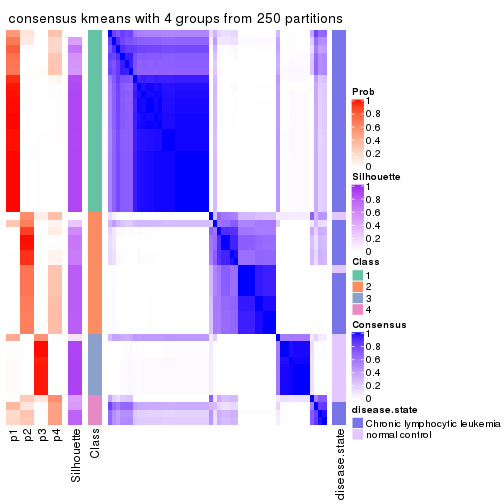 consensus kmeans with 4 groups from 250 partitions
Prob
1
0.8
0.6
0.4
0.2
0
Silhouette
1
0.8
0.6
0.4
0.2
0
Class
1
2
3
4
Consensus
1
0.8
0.6
0.4
0.2
0
disease.state
Chronic lymphocytic leukemia
normal control
p1
p2
p3
p4
Silhouette
Class
disease.state